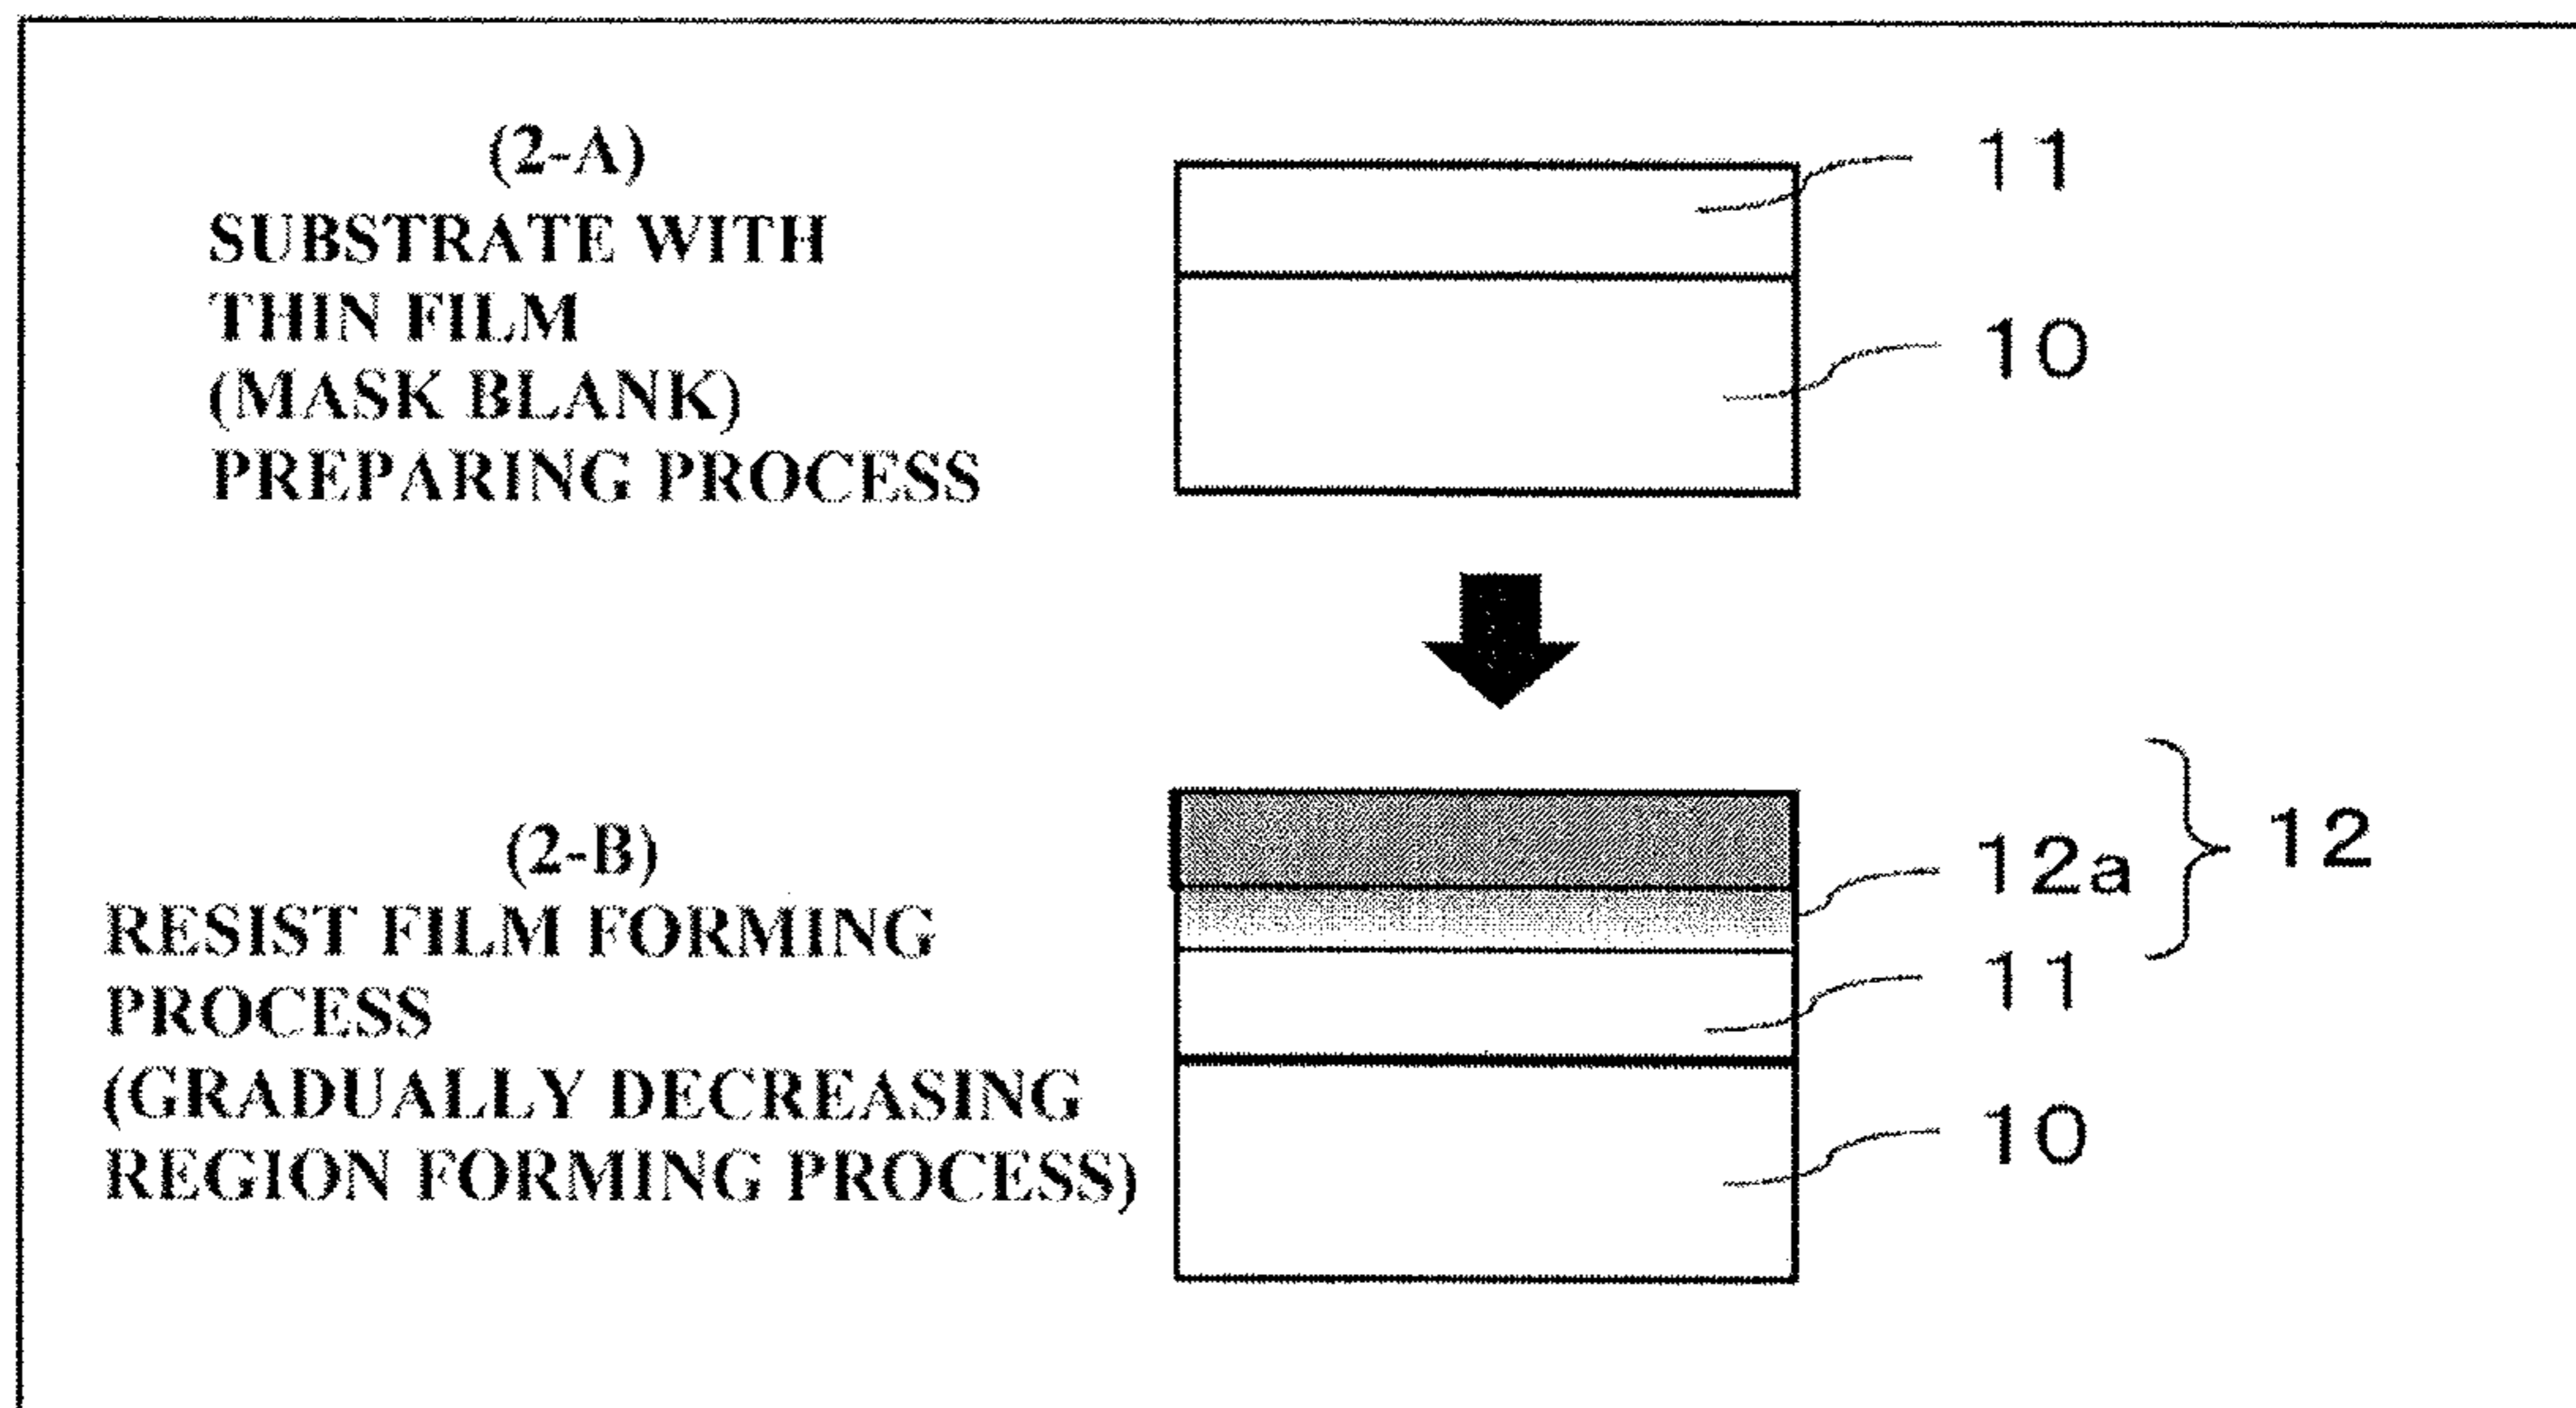 (2-A)
SUBSTRATE WITH
THIN FILM
(MASK BLANK)
PREPARING PROCESS
11
10
(2-B)
RESIST FILM FORMING
PROCESS
(GRADUALLY DECREASING
REGION FORMING PROCESS)
12a
12
11
10